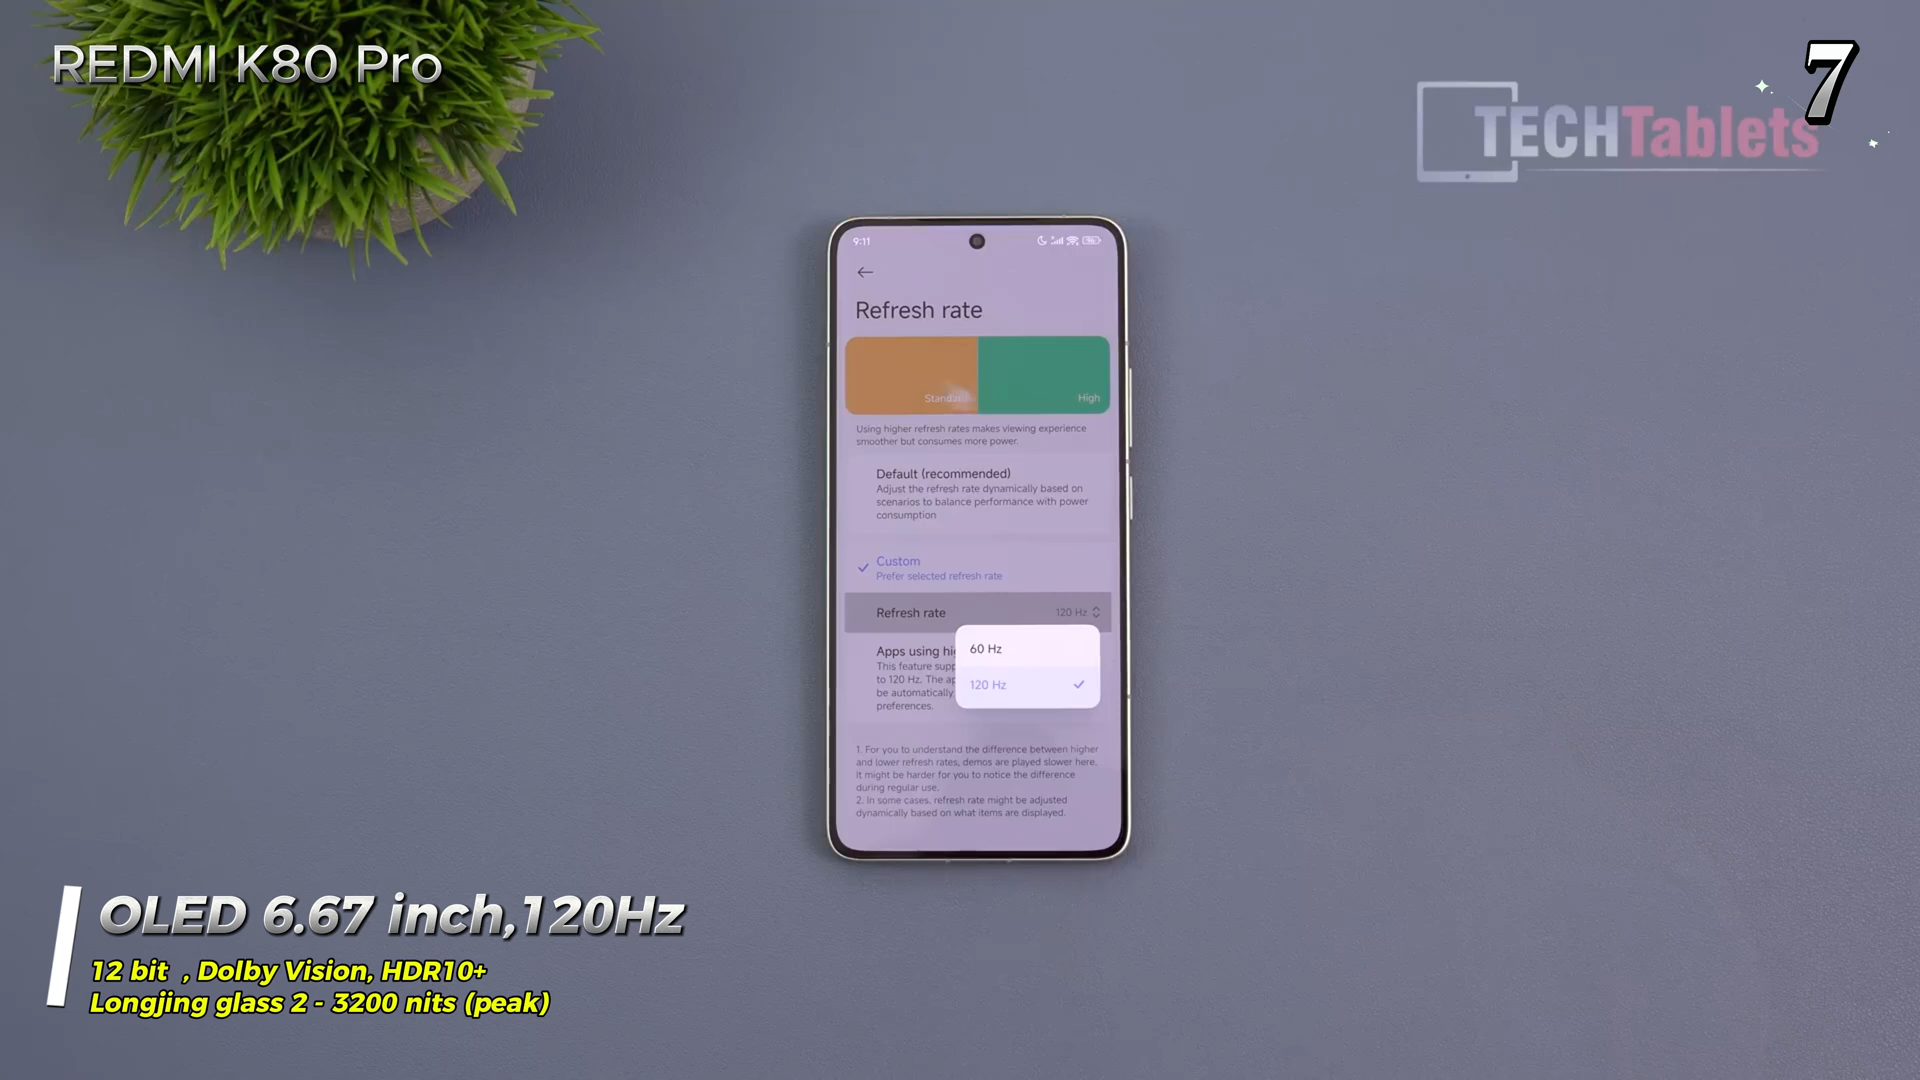 REDMI K80 Pro
7
TECHTablets
9:11
Refresh rate
High
Using higher refresh rates makes viewing experience
smoother but consumes more power.
Default (recommended)
Adjust the refresh rate dynamically based on
scenarios to balance performance with power
consumption
Custom
Prefer selected refresh rate
Refresh rate 120 Hz
60 Hz
120 Hz
Apps using
This feature
to 120 Hz. The
be automatically
preferences.
1. For you to understand the difference between higher
and lower refresh rates, demos are played slower here.
It might be harder for you to notice the difference
during regular use.
2. In some cases, refresh rate might be adjusted
dynamically based on what items are displayed.
OLED 6.67 inch,120Hz
12 bit , Dolby Vision, HDR10+
Longjing glass 2 - 3200 nits (peak)